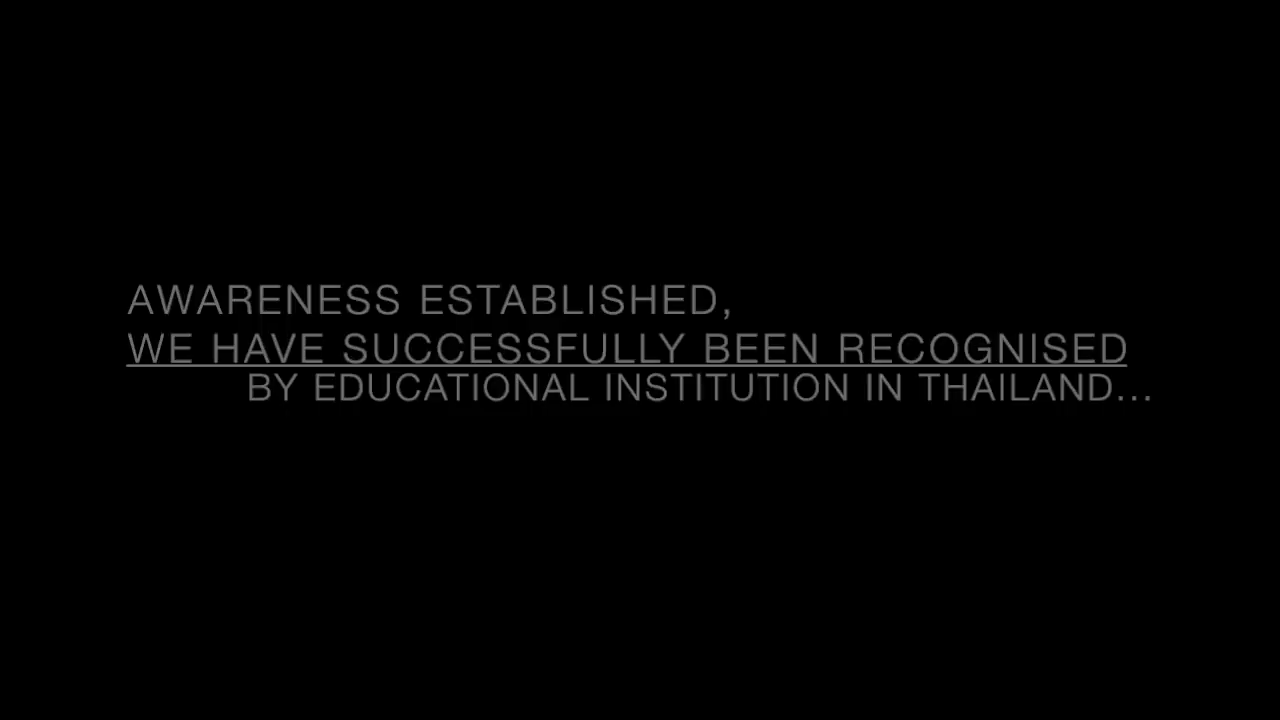 AWARENESS ESTABLISHED,
WE HAVE SUCCESSFULLY BEEN RECOGNISED
BY EDUCATIONAL INSTITUTION IN THAILAND...